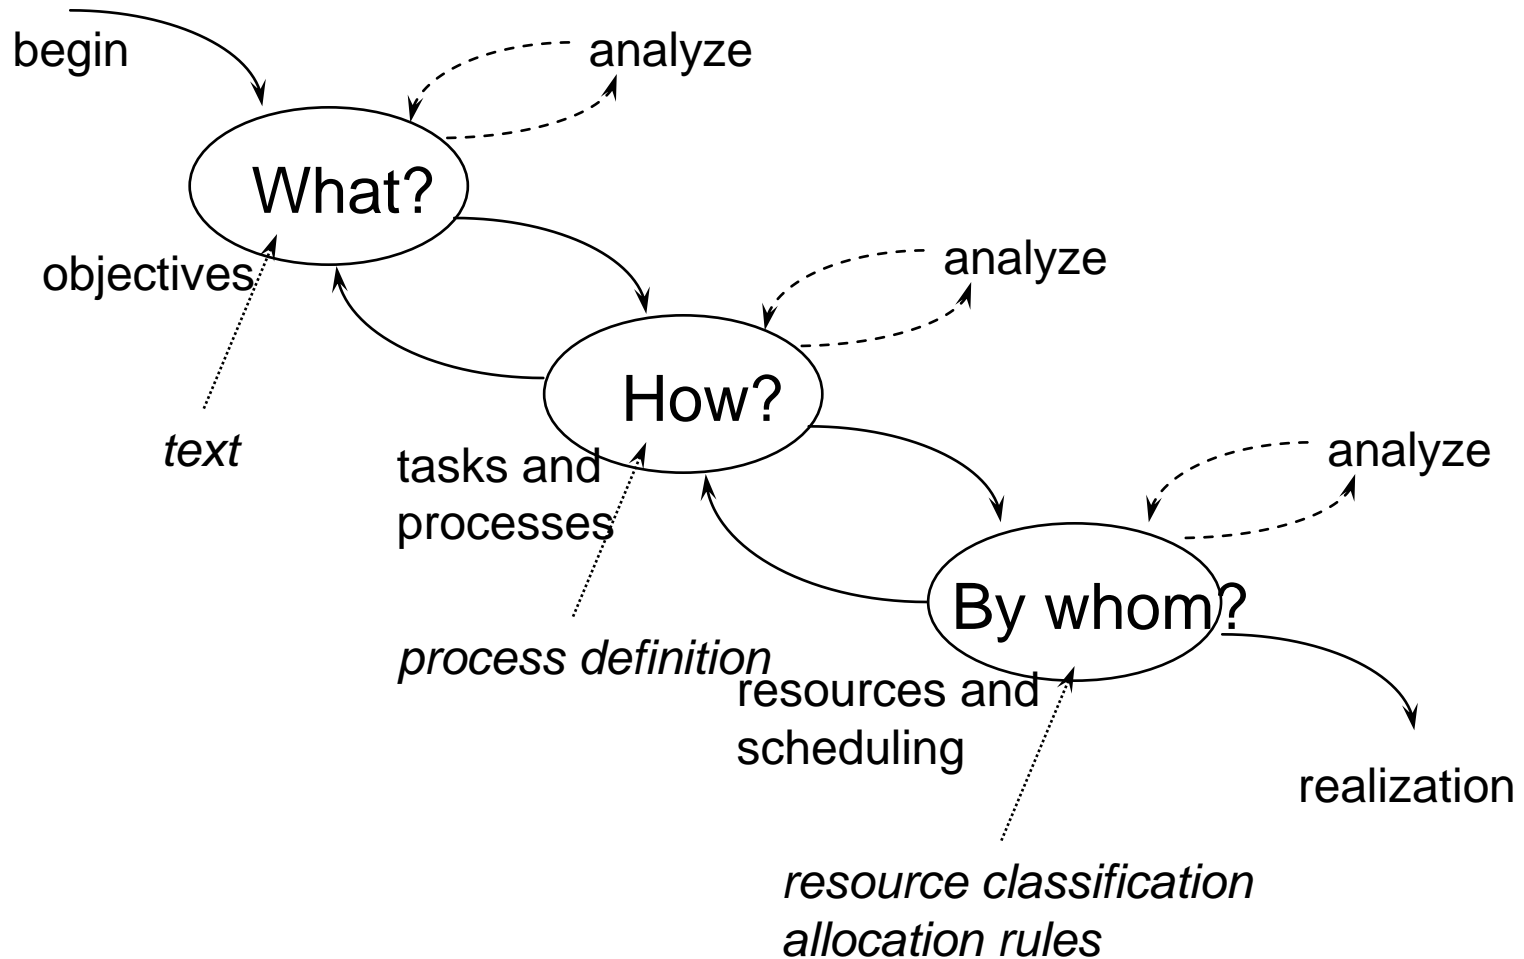 begin
analyze
What?
objectives
analyze
How?
text
tasks and
processes
analyze
By whom?
process definition
resources and
scheduling
realization
resource classification
allocation rules